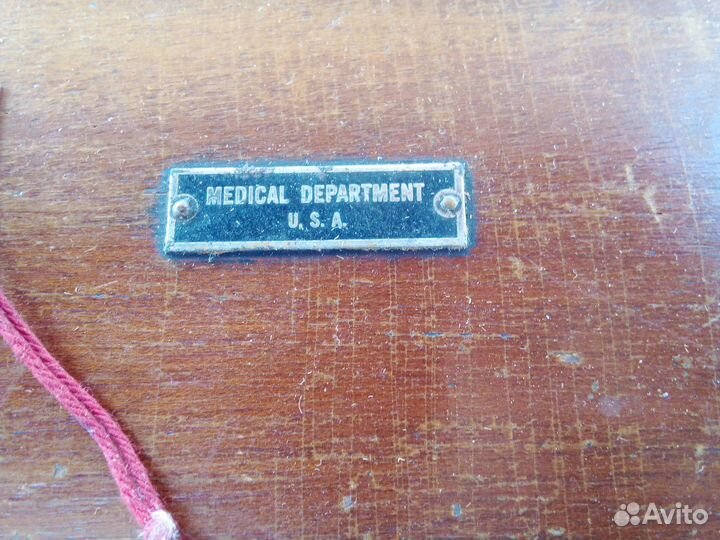 MEDICAL DEPARTMENT
U. S. A.
Avito